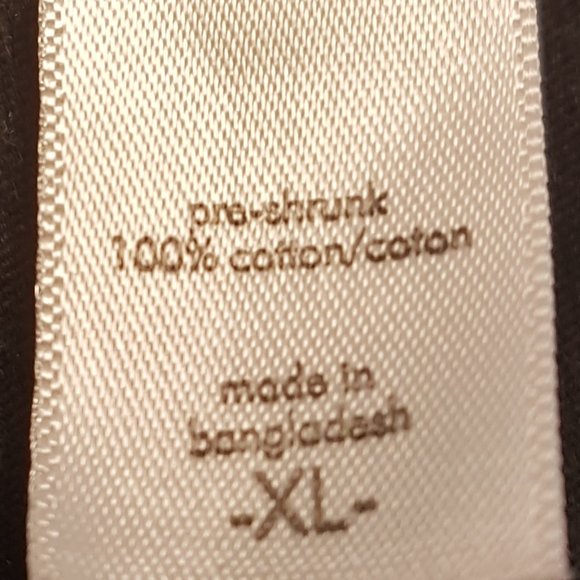 pre-shrunk
100% cotton/coton
made in
bangladesh
-XL-